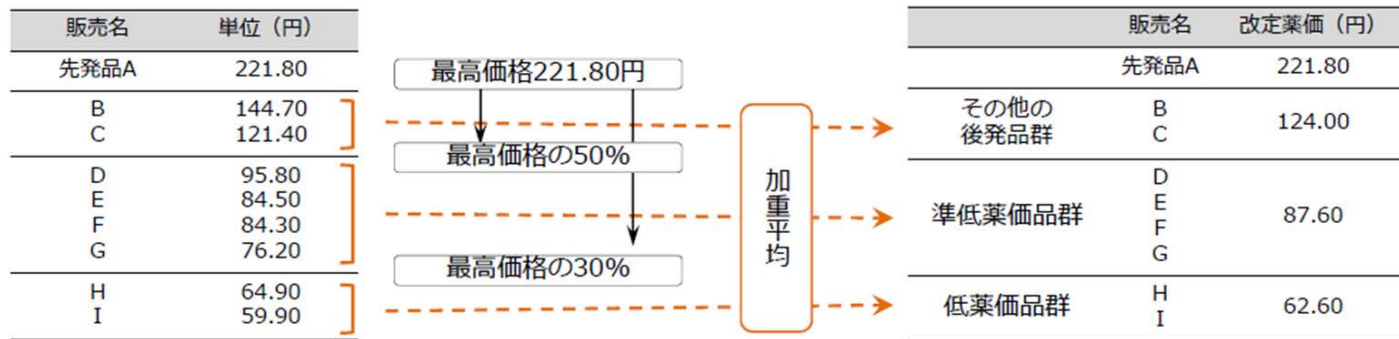 販売名 単位（円）
先発品A 221.80
B 144.70
C 121.40
D 95.80
E 84.50
F 84.30
G 76.20
H 64.90
I 59.90
最高価格221.80円
最高価格の50%
最高価格の30%
加重平均
販売名 改定薬価（円）
先発品A 221.80
その他の
後発品群
B
C
124.00
準低薬価品群
D
E
F
G
87.60
低薬価品群
H
I
62.60